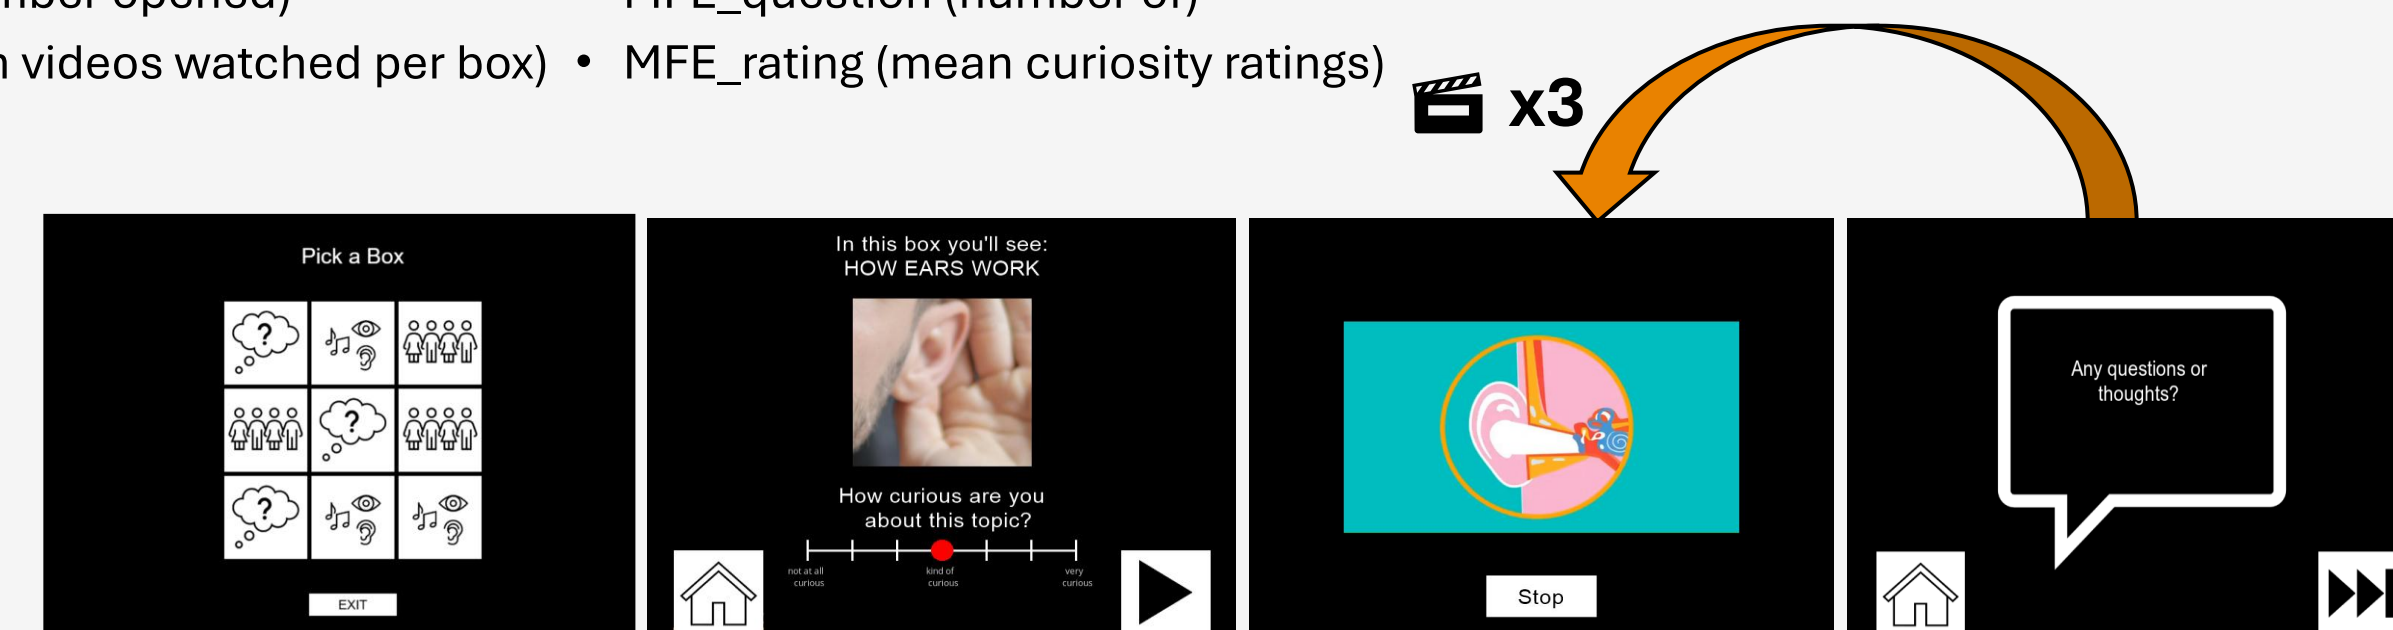 videos watched per box) • MFE_rating (mean curiosity ratings)
x3
Pick a Box
?
?
?
EXIT
In this box you'll see:
HOW EARS WORK
How curious are you
about this topic?
not at all
curious
kind of
curious
very
curious
Stop
Any questions or
thoughts?